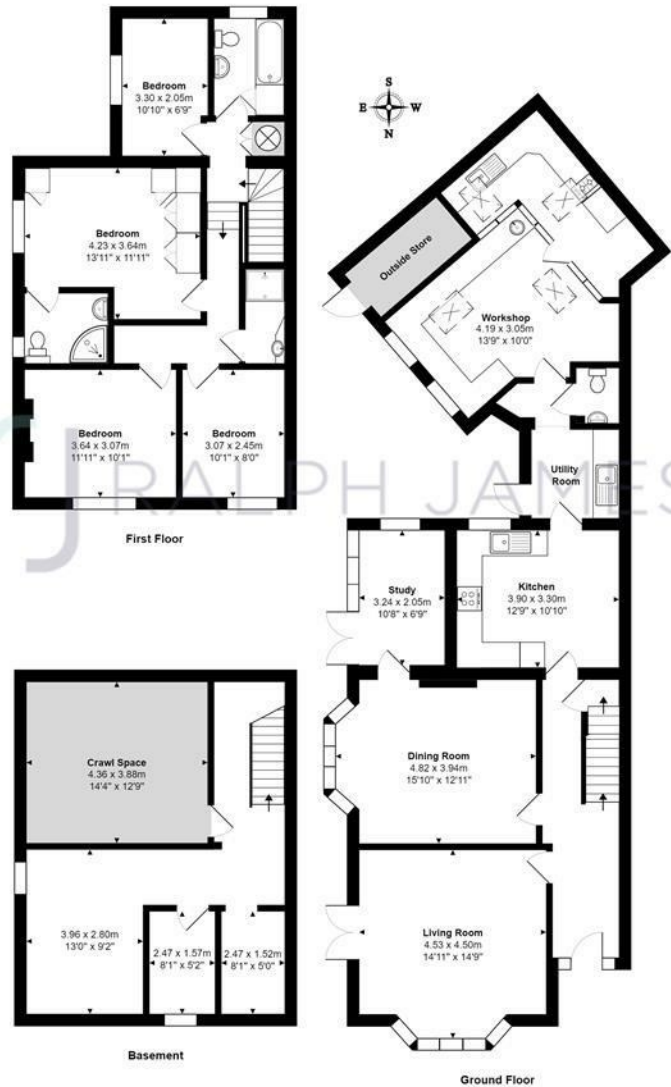 Bedroom
3.30 x 2.05m
10'10" x 6'9"
Bedroom
4.23 x 3.64m
13'11" x 11'11"
Bedroom
3.64 x 3.07m
11'11" x 10'1"
Bedroom
3.07 x 2.45m
10'1" x 8'0"
First Floor
S
E W
N
Outside Store
Workshop
4.19 x 3.05m
13'9" x 10'0"
Utility
Room
RALPH JAMES
Study
3.24 x 2.05m
10'8" x 6'9"
Kitchen
3.90 x 3.30m
12'9" x 10'10"
Dining Room
4.82 x 3.94m
15'10" x 12'11"
Living Room
4.53 x 4.50m
14'11" x 14'9"
Ground Floor
Crawl Space
4.36 x 3.88m
14'4" x 12'9"
3.96 x 2.80m
13'0" x 9'2"
2.47 x 1.57m
8'1" x 5'2"
2.47 x 1.52m
8'1" x 5'0"
Basement